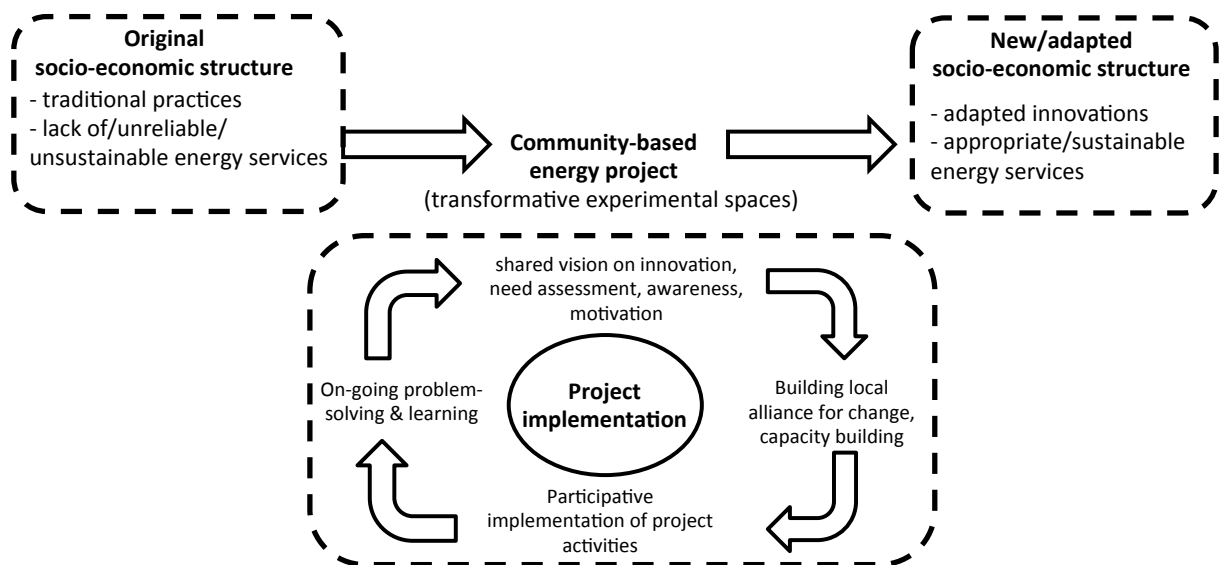 Original
socio-economic structure
- traditional practices
- lack of/unreliable/
unsustainable energy services
Community-based
energy project
(transformative experimental spaces)
New/adapted
socio-economic structure
- adapted innovations
- appropriate/sustainable
energy services
shared vision on innovation,
need assessment, awareness,
motivation
Building local
alliance for change,
capacity building
Participative
implementation of project
activities
On-going problem-
solving & learning
Project
implementation